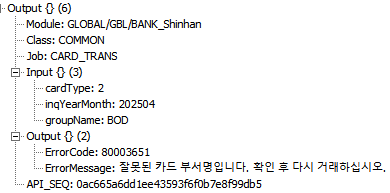 Output {} (6)
Module: GLOBAL/GBL/BANK_Shinhan
Class: COMMON
Job: CARD_TRANS
Input {} (3)
cardType: 2
inqYearMonth: 202504
groupName: BOD
Output {} (2)
ErrorCode: 80003651
ErrorMessage: 잘못된 카드 부서명입니다. 확인 후 다시 거래하십시오.
API_SEQ: 0ac665a6dd1ee43593f6f0b7e8f99db5